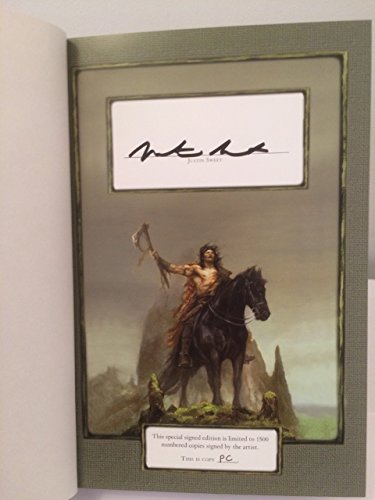 JUSTIN SWEET
This special signed edition is limited to 1500
numbered copies signed by the artist.
THIS IS COPY PC